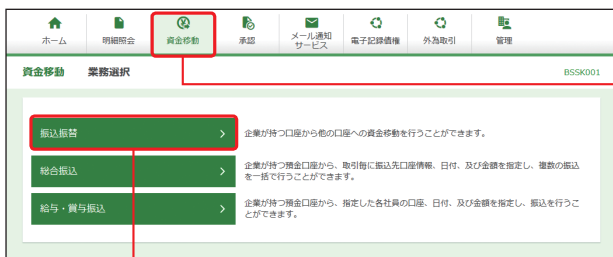 ホーム
明細照会
資金移動
承認
メール通知
サービス
電子記録債権
外為取引
管理
資金移動 業務選択
BSSK001
振込振替
企業が持つ口座から他の口座への資金移動を行うことができます。
総合振込
企業が持つ預金口座から、取引毎に振込先口座情報、日付、及び金額を指定し、複数の振込
を一括で行うことができます。
給与・賞与振込
企業が持つ預金口座から、指定した各社員の口座、日付、及び金額を指定し、振込を行うこ
とができます。